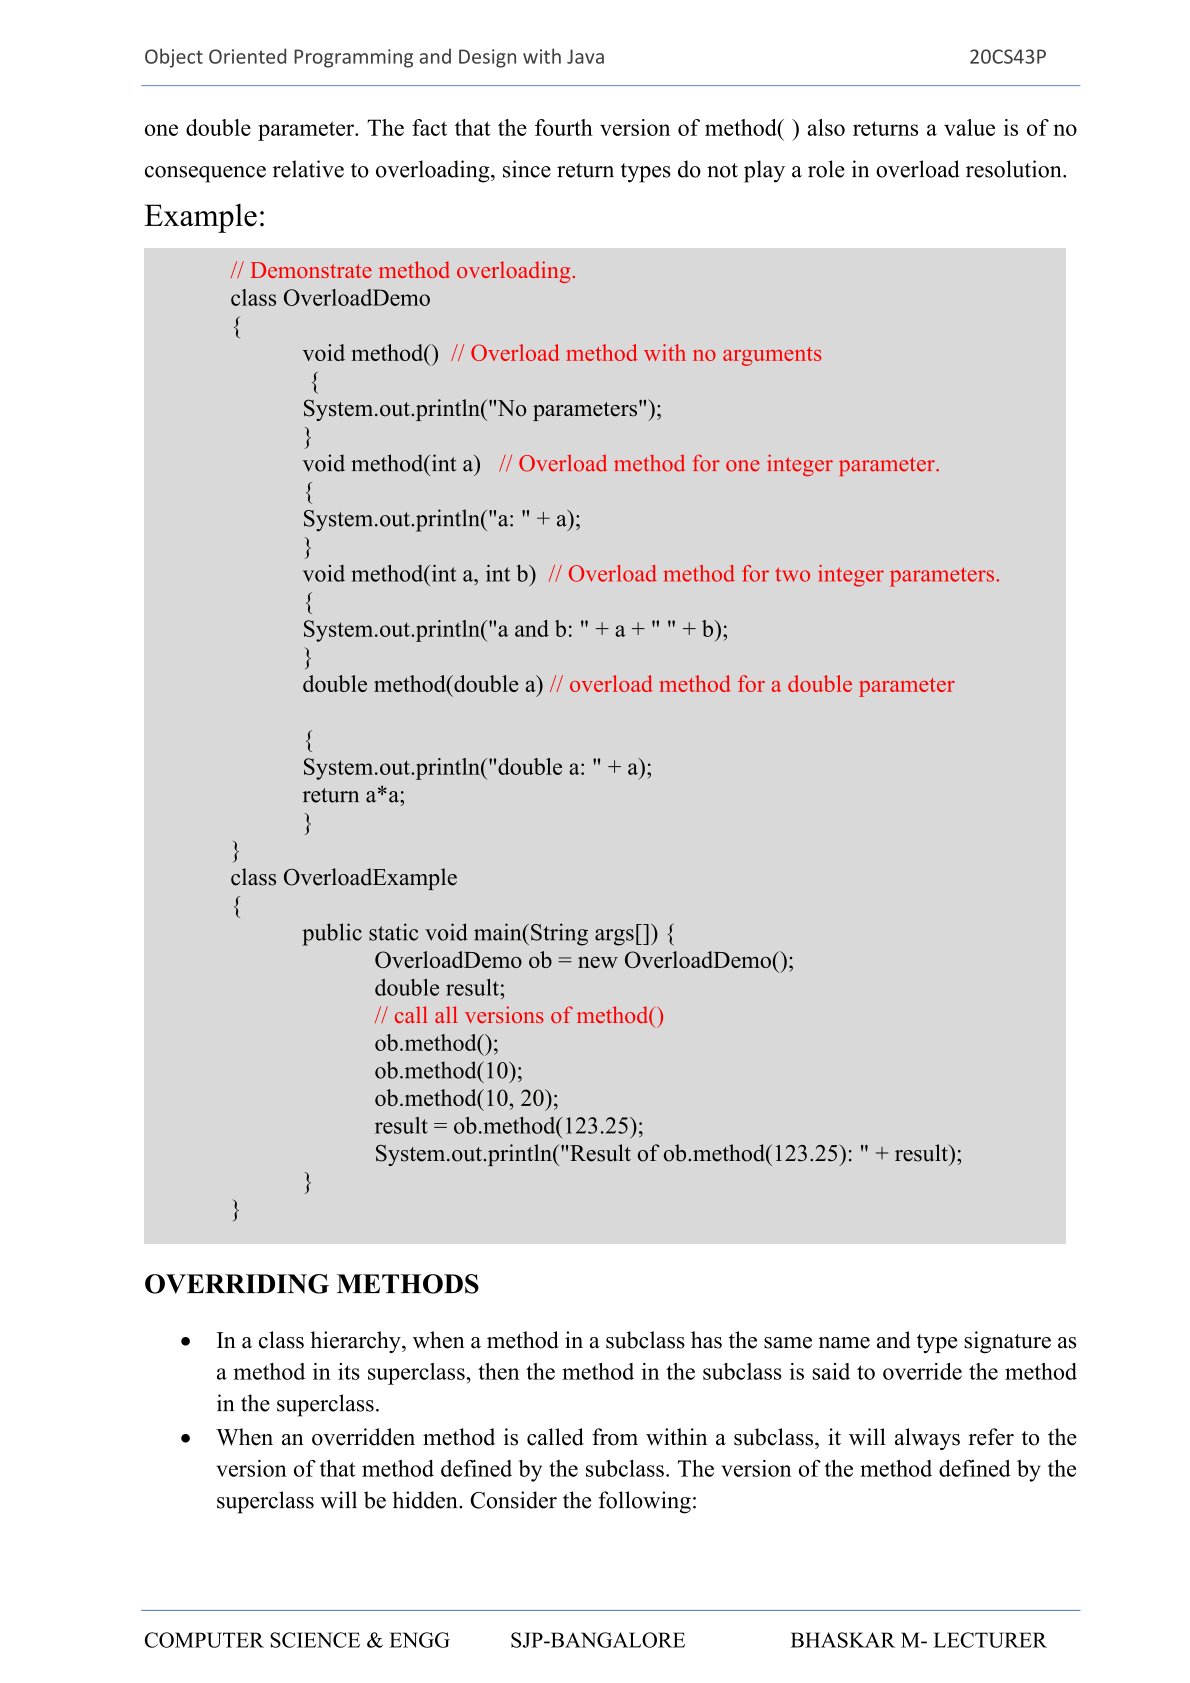 Object Oriented Programming and Design with Java 20CS43P
one double parameter. The fact that the fourth version of method( ) also returns a value is of no
consequence relative to overloading, since return types do not play a role in overload resolution.
Example:
// Demonstrate method overloading.
class OverloadDemo
{
void method() // Overload method with no arguments
{
System.out.println("No parameters");
}
void method(int a) // Overload method for one integer parameter.
{
System.out.println("a: " + a);
}
void method(int a, int b) // Overload method for two integer parameters.
{
System.out.println("a and b: " + a + " " + b);
}
double method(double a) // overload method for a double parameter
{
System.out.println("double a: " + a);
return a*a;
}
}
class OverloadExample
{
public static void main(String args[]) {
OverloadDemo ob = new OverloadDemo();
double result;
// call all versions of method()
ob.method();
ob.method(10);
ob.method(10, 20);
result = ob.method(123.25);
System.out.println("Result of ob.method(123.25): " + result);
}
}
OVERRIDING METHODS
• In a class hierarchy, when a method in a subclass has the same name and type signature as
a method in its superclass, then the method in the subclass is said to override the method
in the superclass.
• When an overridden method is called from within a subclass, it will always refer to the
version of that method defined by the subclass. The version of the method defined by the
superclass will be hidden. Consider the following:
COMPUTER SCIENCE & ENGG SJP-BANGALORE BHASKAR M- LECTURER